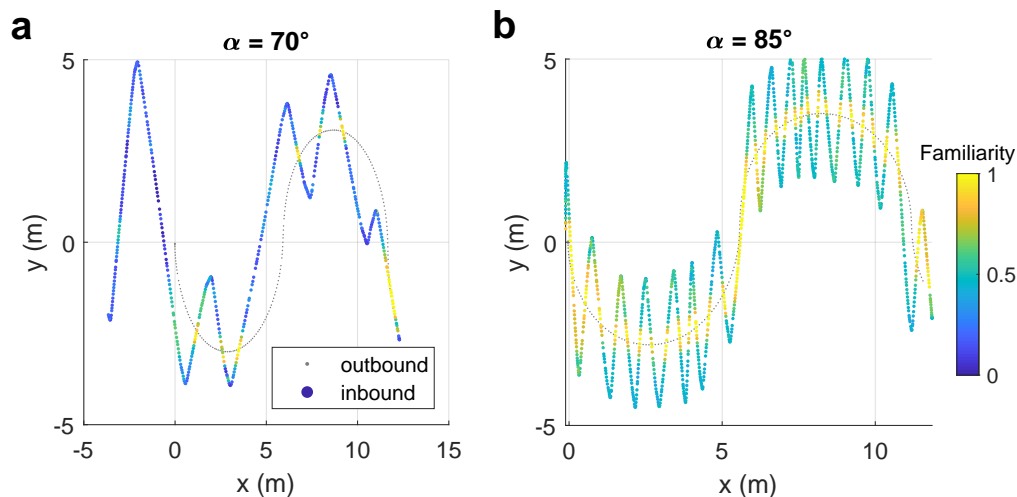 a
α = 70°
5
0
-5
y (m)
-5
0
5
10
15
x (m)
outbound
inbound
b
α = 85°
5
0
-5
y (m)
0
5
10
x (m)
Familiarity
1
0.5
0